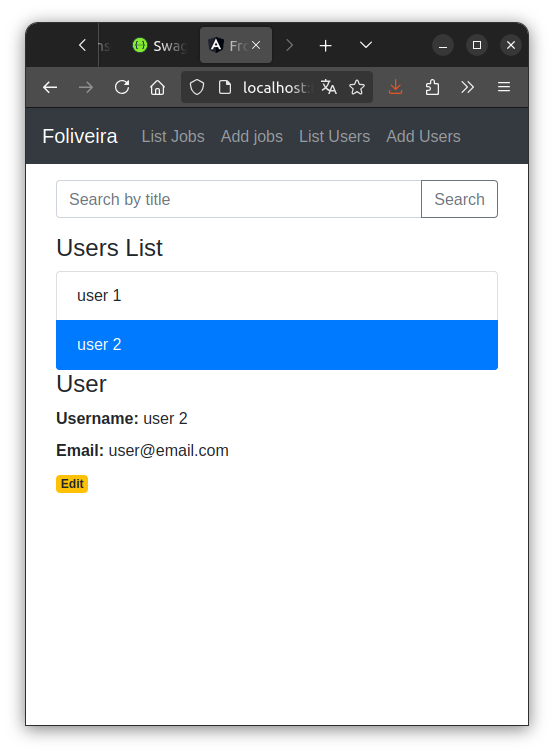 Swag
Fro
localhost:
Foliveira List Jobs Add jobs List Users Add Users
Search by title Search
Users List
user 1
user 2
User
Username: user 2
Email: user@email.com
Edit